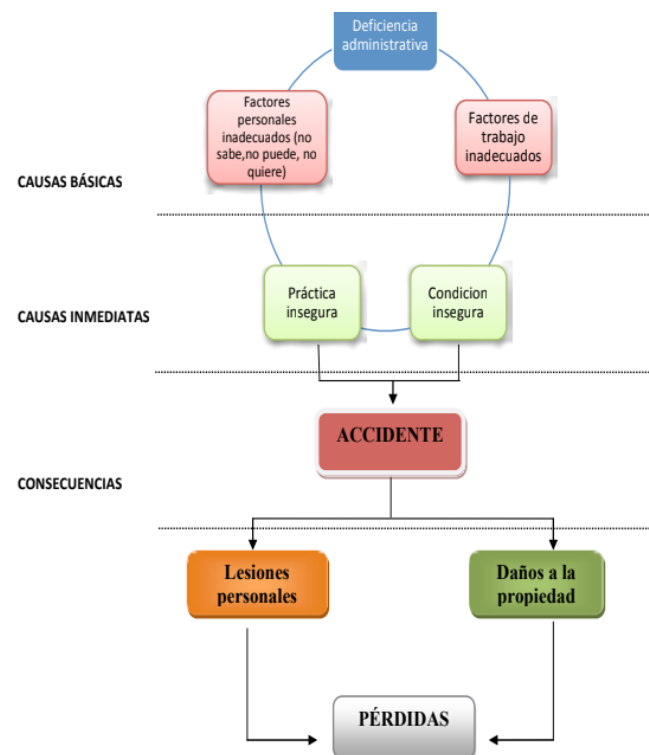 Deficiencia
administrativa
Factores
personales
inadecuados (no
sabe,no puede, no
quiere)
Factores de
trabajo
inadecuados
CAUSAS BÁSICAS
Práctica
insegura
Condicion
insegura
CAUSAS INMEDIATAS
ACCIDENTE
CONSECUENCIAS
Lesiones
personales
Daños a la
propiedad
PÉRDIDAS